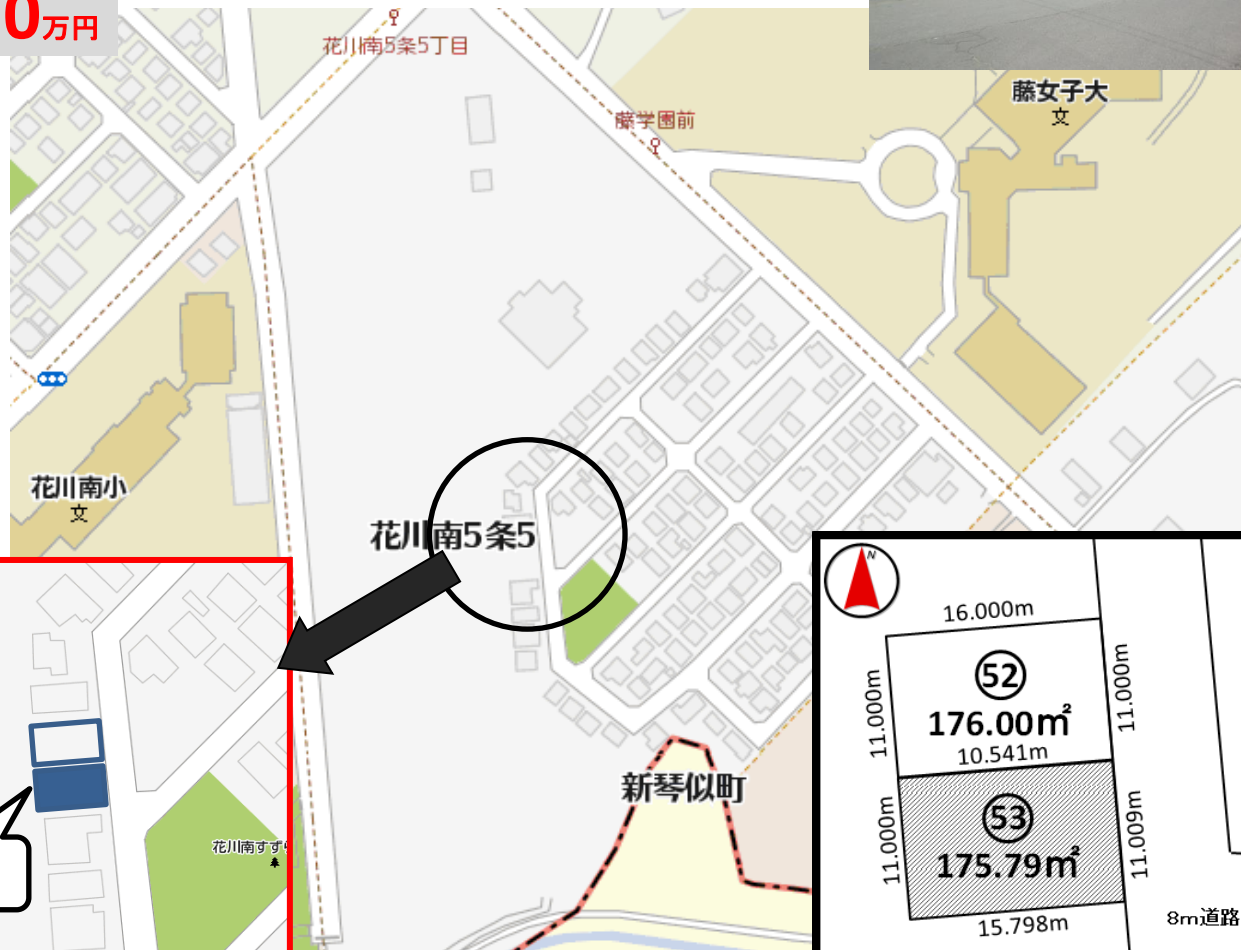 0万円
花川南5条5丁目
藤女子大
文
藤学園前
花川南小
文
花川南5条5
新琴似町
花川南すず
N
16.000m
11.000m
52
176.00㎡
11.000m
10.541m
11.000m
53
175.79㎡
11.009m
15.798m
8m道路